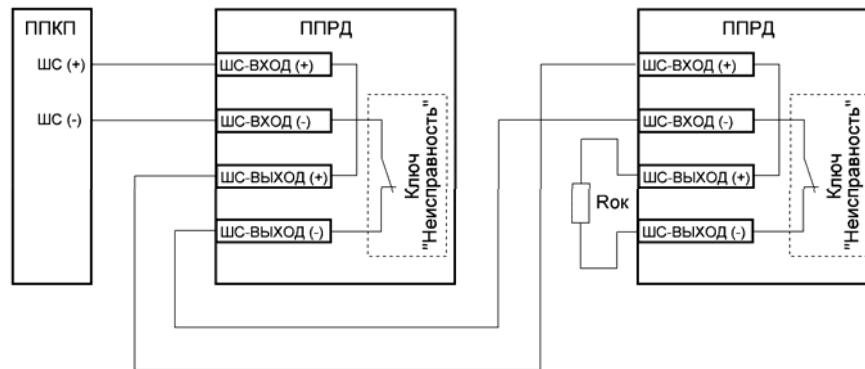 ППКП
ШС (+)
ШС (-)
ППРД
ШС-ВХОД (+)
ШС-ВХОД (-)
ШС-ВЫХОД (+)
ШС-ВЫХОД (-)
Ключ
"Неисправность"
Rок
ППРД
ШС-ВХОД (+)
ШС-ВХОД (-)
ШС-ВЫХОД (+)
ШС-ВЫХОД (-)
Ключ
"Неисправность"